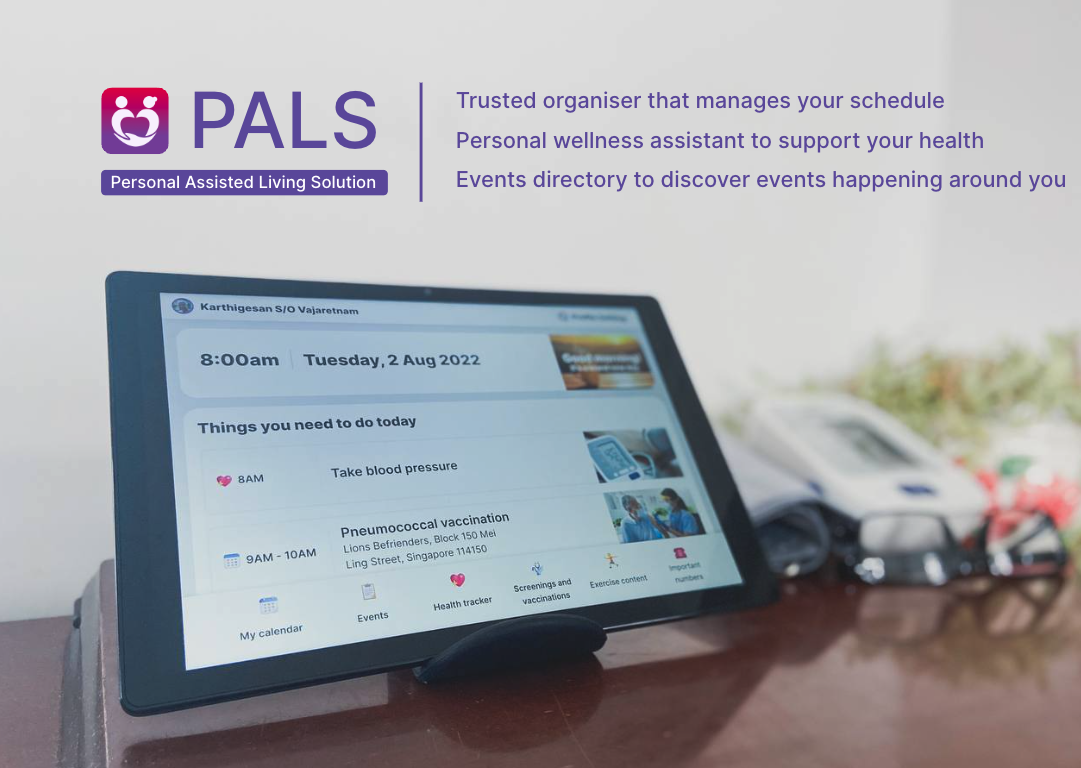 PALS
Personal Assisted Living Solution
Trusted organiser that manages your schedule
Personal wellness assistant to support your health
Events directory to discover events happening around you
Karthigesan S/O Vajaretnam
8:00am
Tuesday, 2 Aug 2022
Good morning!
Things you need to do today
8AM
Take blood pressure
9AM - 10AM
Pneumococcal vaccination
Lions Befrienders, Block 150 Mei
Ling Street, Singapore 114150
My calendar
Events
Health tracker
Screenings and
vaccinations
Exercise content
Important
numbers